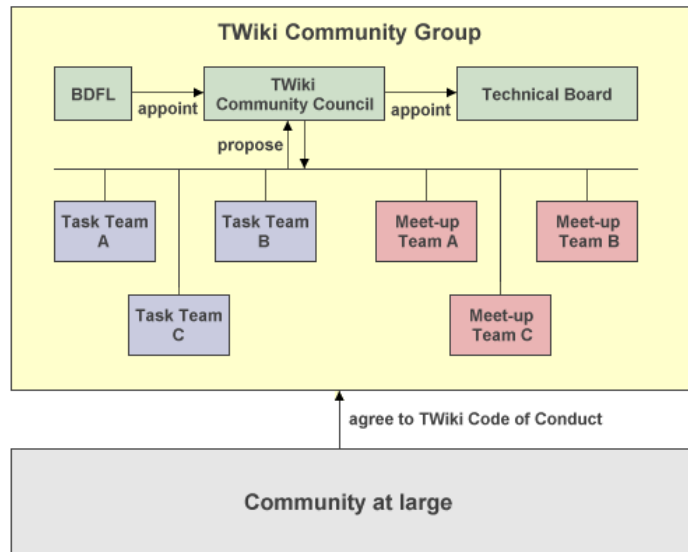 TWiki Community Group
BDFL
appoint
TWiki
Community Council
appoint
Technical Board
propose
Task Team
A
Task Team
B
Meet-up
Team A
Meet-up
Team B
Task Team
C
Meet-up
Team C
agree to TWiki Code of Conduct
Community at large